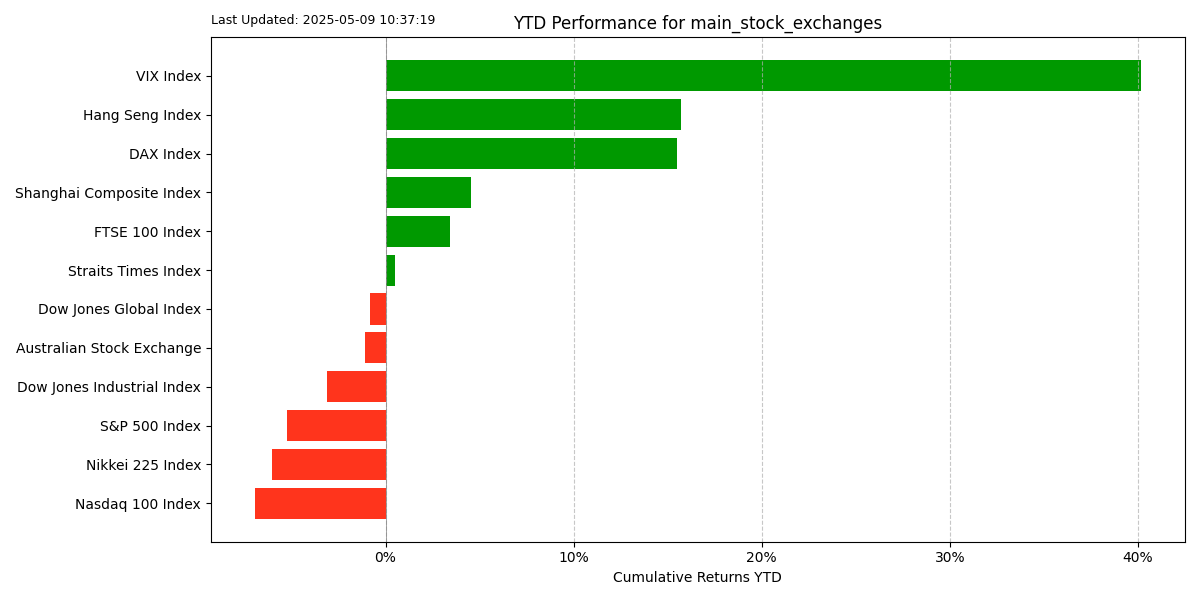 Last Updated: 2025-05-09 10:37:19
YTD Performance for main_stock_exchanges
VIX Index
Hang Seng Index
DAX Index
Shanghai Composite Index
FTSE 100 Index
Straits Times Index
Dow Jones Global Index
Australian Stock Exchange
Dow Jones Industrial Index
S&P 500 Index
Nikkei 225 Index
Nasdaq 100 Index
0% 10% 20% 30% 40%
Cumulative Returns YTD